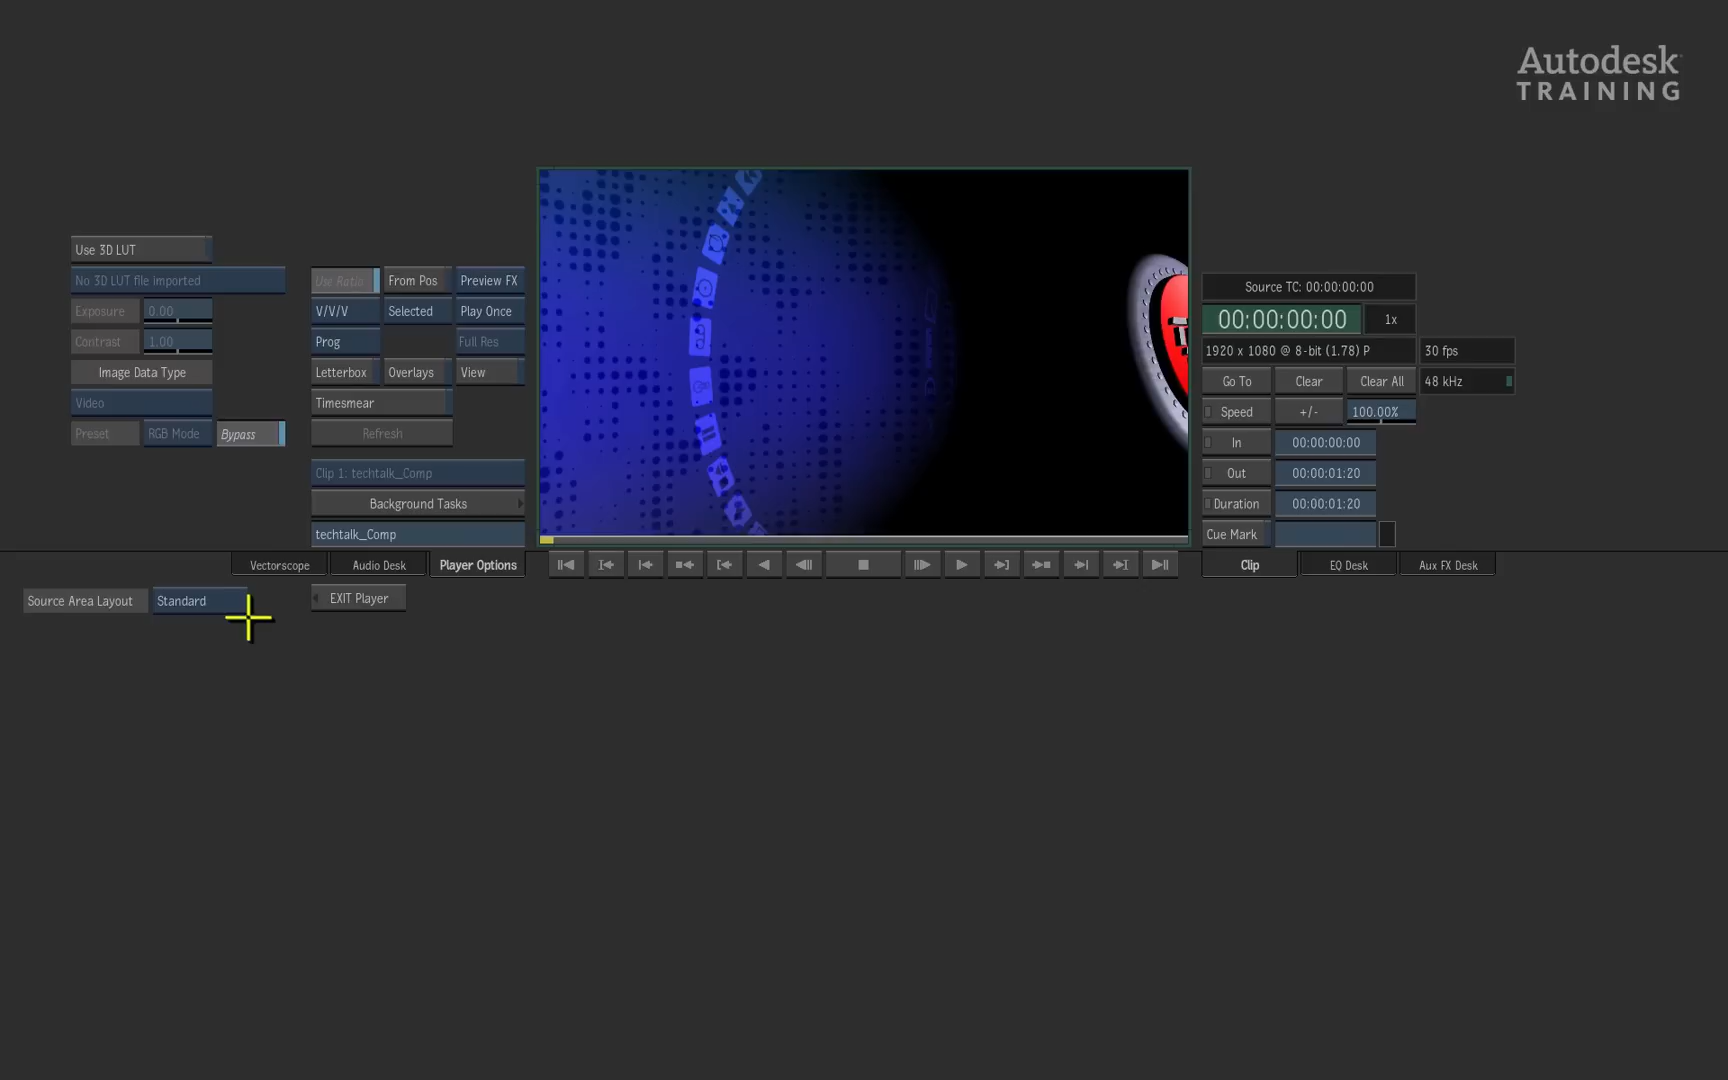 Autodesk
TRAINING
Use 3D LUT
No 3D LUT file imported
Exposure 0.00
Contrast 1.00
Image Data Type
Video
Preset RGB Mode Bypass
Use Ratio From Pos Preview FX
V/V/V Selected Play Once
Prog Full Res
Letterbox Overlays View
Timesmear
Refresh
Clip 1: techtalk_Comp
Background Tasks
techtalk_Comp
Source TC: 00:00:00:00
00:00:00:00 1x
1920 x 1080 @ 8-bit (1.78) P 30 fps
Go To Clear Clear All 48 kHz
Speed +/- 100.00%
In 00:00:00:00
Out 00:00:01:20
Duration 00:00:01:20
Cue Mark
Vectorscope Audio Desk Player Options
Clip EQ Desk Aux FX Desk
Source Area Layout Standard EXIT Player